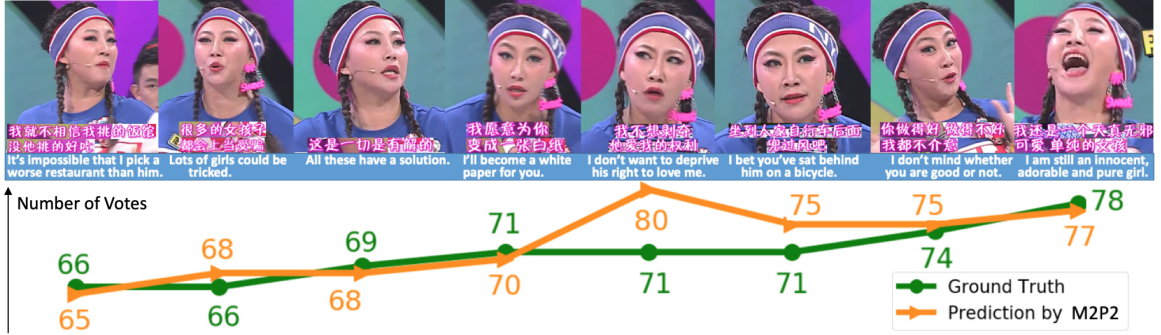 我就不相信我挑的饭馆
没他挑的好吃
It's impossible that I pick a
worse restaurant than him.
很多的女孩子
都会上当受骗
Lots of girls could be
tricked.
这是一切是有解的
All these have a solution.
我愿意为你
变成一张白纸
I'll become a white
paper for you.
我不想剥夺
他爱我的权利
I don't want to deprive
his right to love me.
坐到人家自行车后面
兜过风吧
I bet you've sat behind
him on a bicycle.
你做得好 做得不好
我都不介意
I don't mind whether
you are good or not.
我还是一个天真无邪
可爱 单纯的女孩
I am still an innocent,
adorable and pure girl.
Sweet
Sweet
Number of Votes
66
65
68
66
69
68
71
70
80
71
75
71
75
74
78
77
Ground Truth
Prediction by M2P2